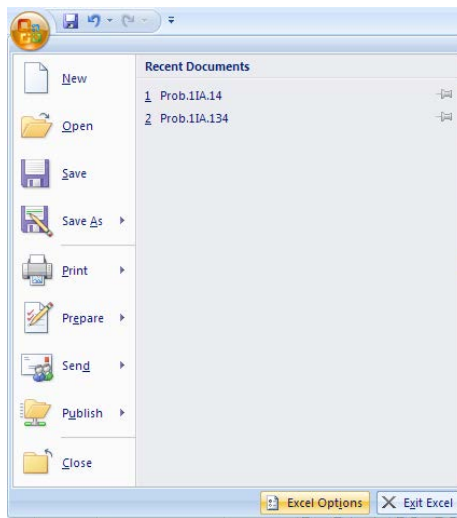 Recent Documents
New
1 Prob.1IA.14
2 Prob.1IA.134
Open
Save
Save As
Print
Prepare
Send
Publish
Close
Excel Options
Exit Excel